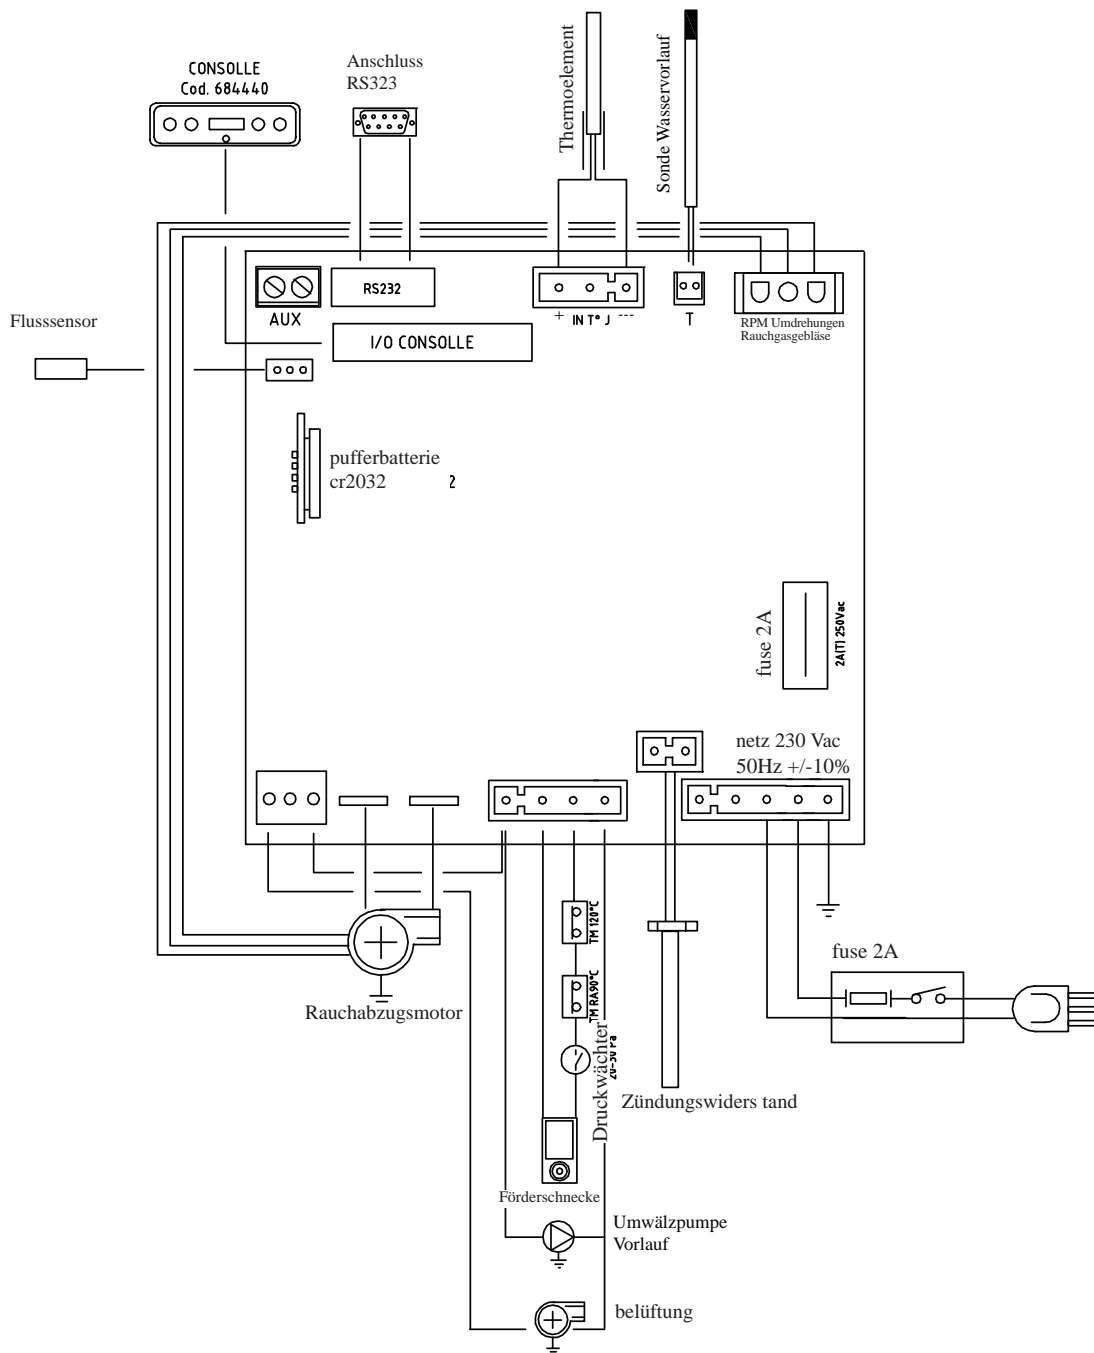 CONSOLLE
Cod. 684440
Anschluss
RS323
Thermoelement
Sonde Wasservorlauf
RS232
AUX
+ IN T° J ---
T
RPM Umdrehungen
Rauchgasgebläse
Flusssensor
I/O CONSOLLE
pufferbatterie
cr2032
2
fuse 2A
2A(T) 250Vac
netz 230 Vac
50Hz +/-10%
TM 120°C
TM RA90°C
fuse 2A
Rauchabzugsmotor
Druckwächter
Zündungswiders tand
Förderschnecke
Umwälzpumpe
Vorlauf
belüftung